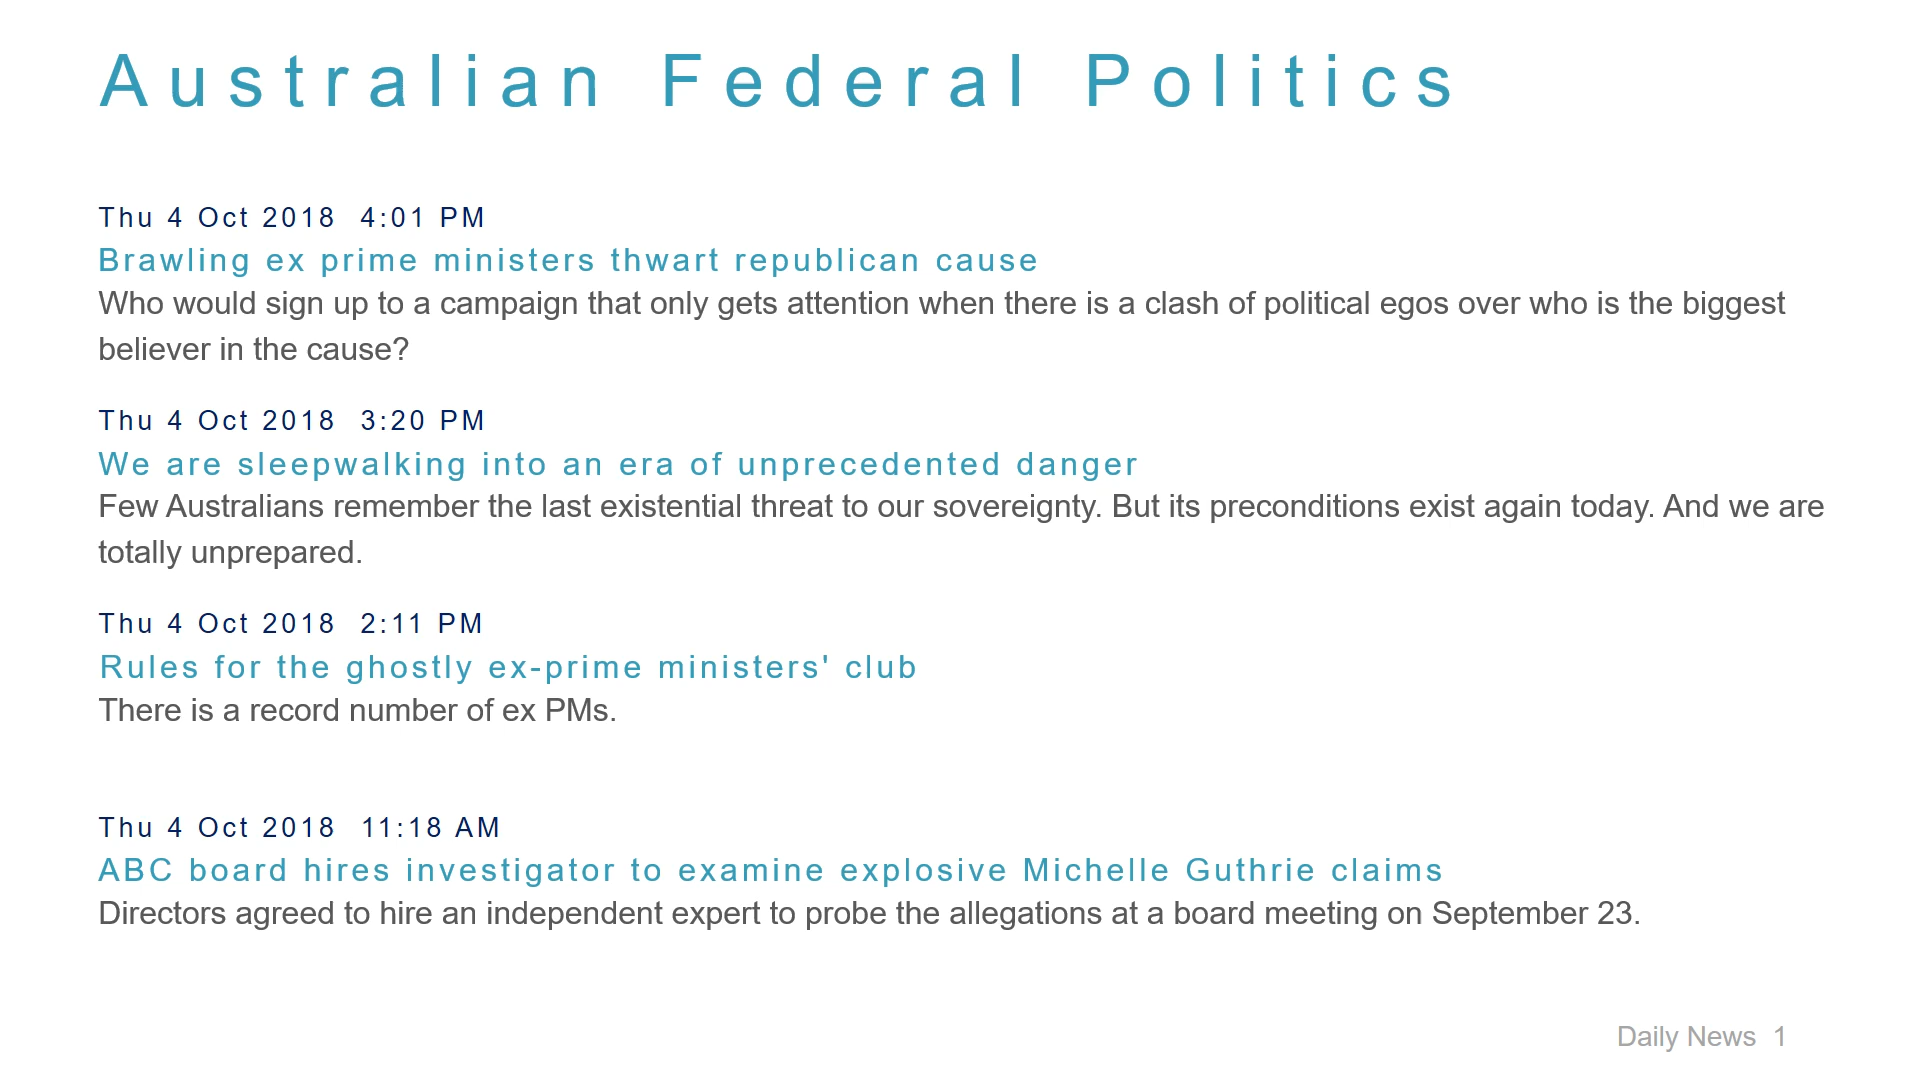 Australian Federal Politics
Thu 4 Oct 2018 4:01 PM
Brawling ex prime ministers thwart republican cause
Who would sign up to a campaign that only gets attention when there is a clash of political egos over who is the biggest
believer in the cause?
Thu 4 Oct 2018 3:20 PM
We are sleepwalking into an era of unprecedented danger
Few Australians remember the last existential threat to our sovereignty. But its preconditions exist again today. And we are
totally unprepared.
Thu 4 Oct 2018 2:11 PM
Rules for the ghostly ex-prime ministers' club
There is a record number of ex PMs.
Thu 4 Oct 2018 11:18 AM
ABC board hires investigator to examine explosive Michelle Guthrie claims
Directors agreed to hire an independent expert to probe the allegations at a board meeting on September 23.
Daily News 1